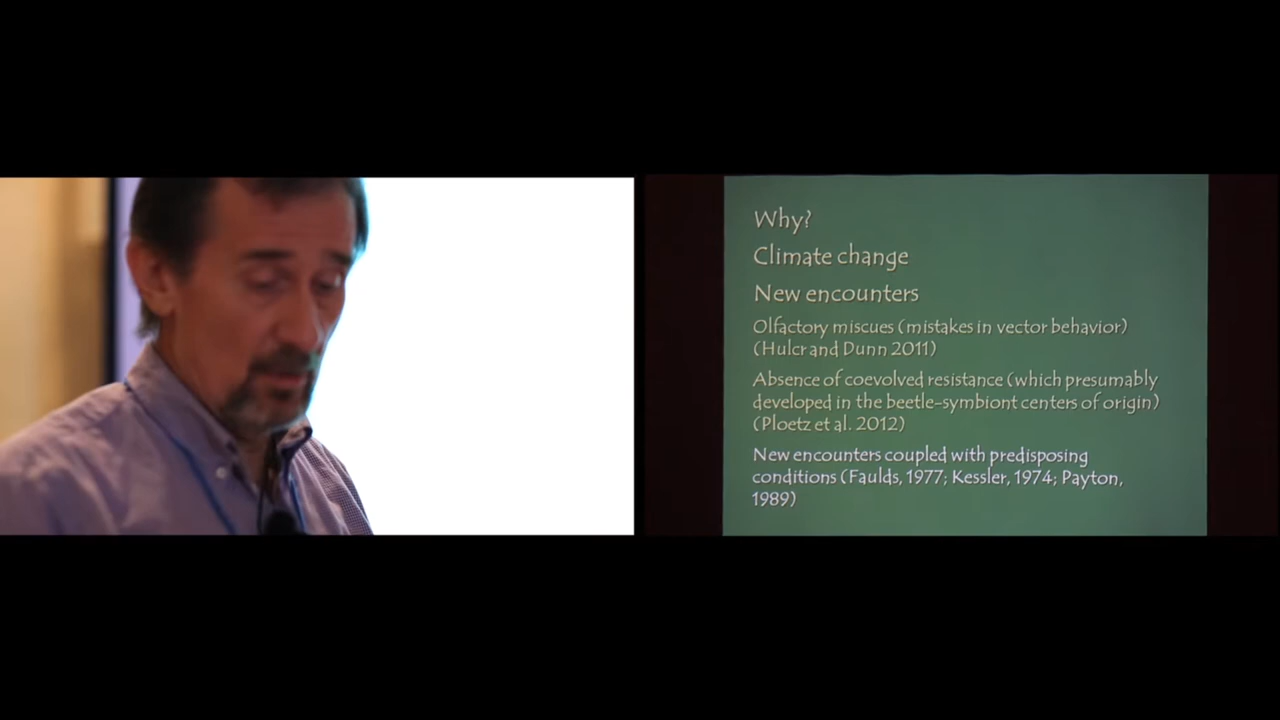 Why?
Climate change
New encounters
Olfactory miscues (mistakes in vector behavior)
(Hulcr and Dunn 2011)
Absence of coevolved resistance (which presumably
developed in the beetle-symbiont centers of origin)
(Ploetz et al. 2012)
New encounters coupled with predisposing
conditions (Faulds, 1977; Kessler, 1974; Payton,
1989)